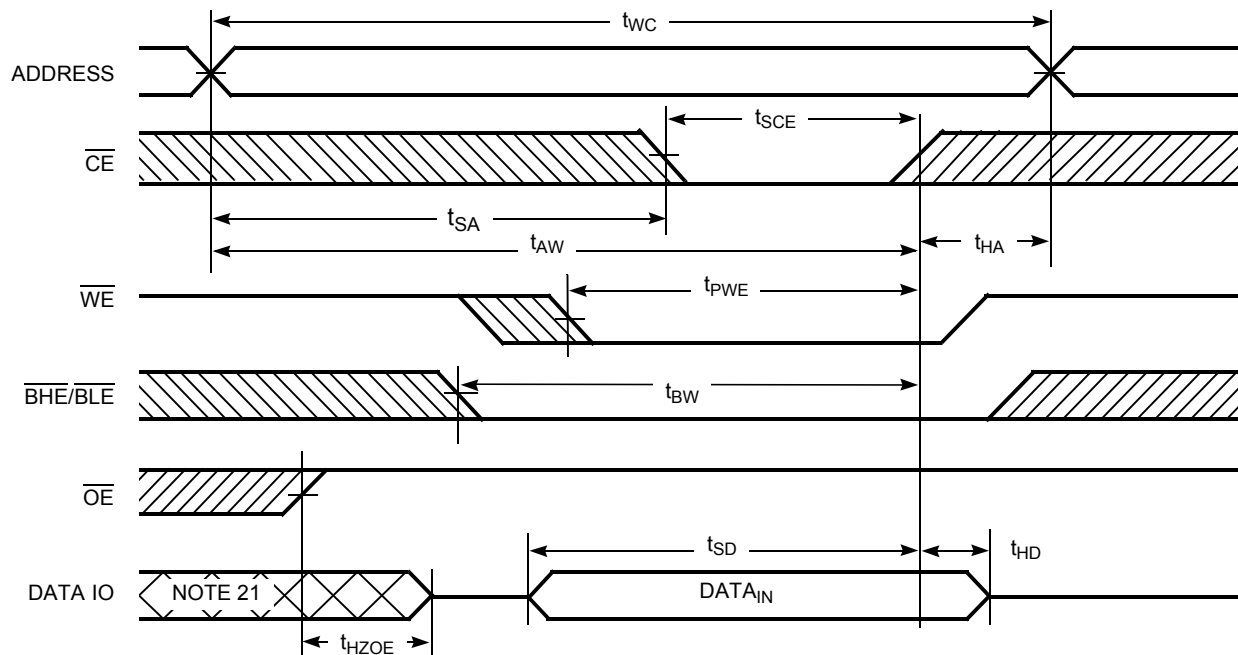 tWC
ADDRESS
tSCE
CE
tSA
tAW
tHA
WE
tPWE
BHE/BLE
tBW
OE
tSD
tHD
DATA IO
NOTE 21
DATAIN
tHZOE